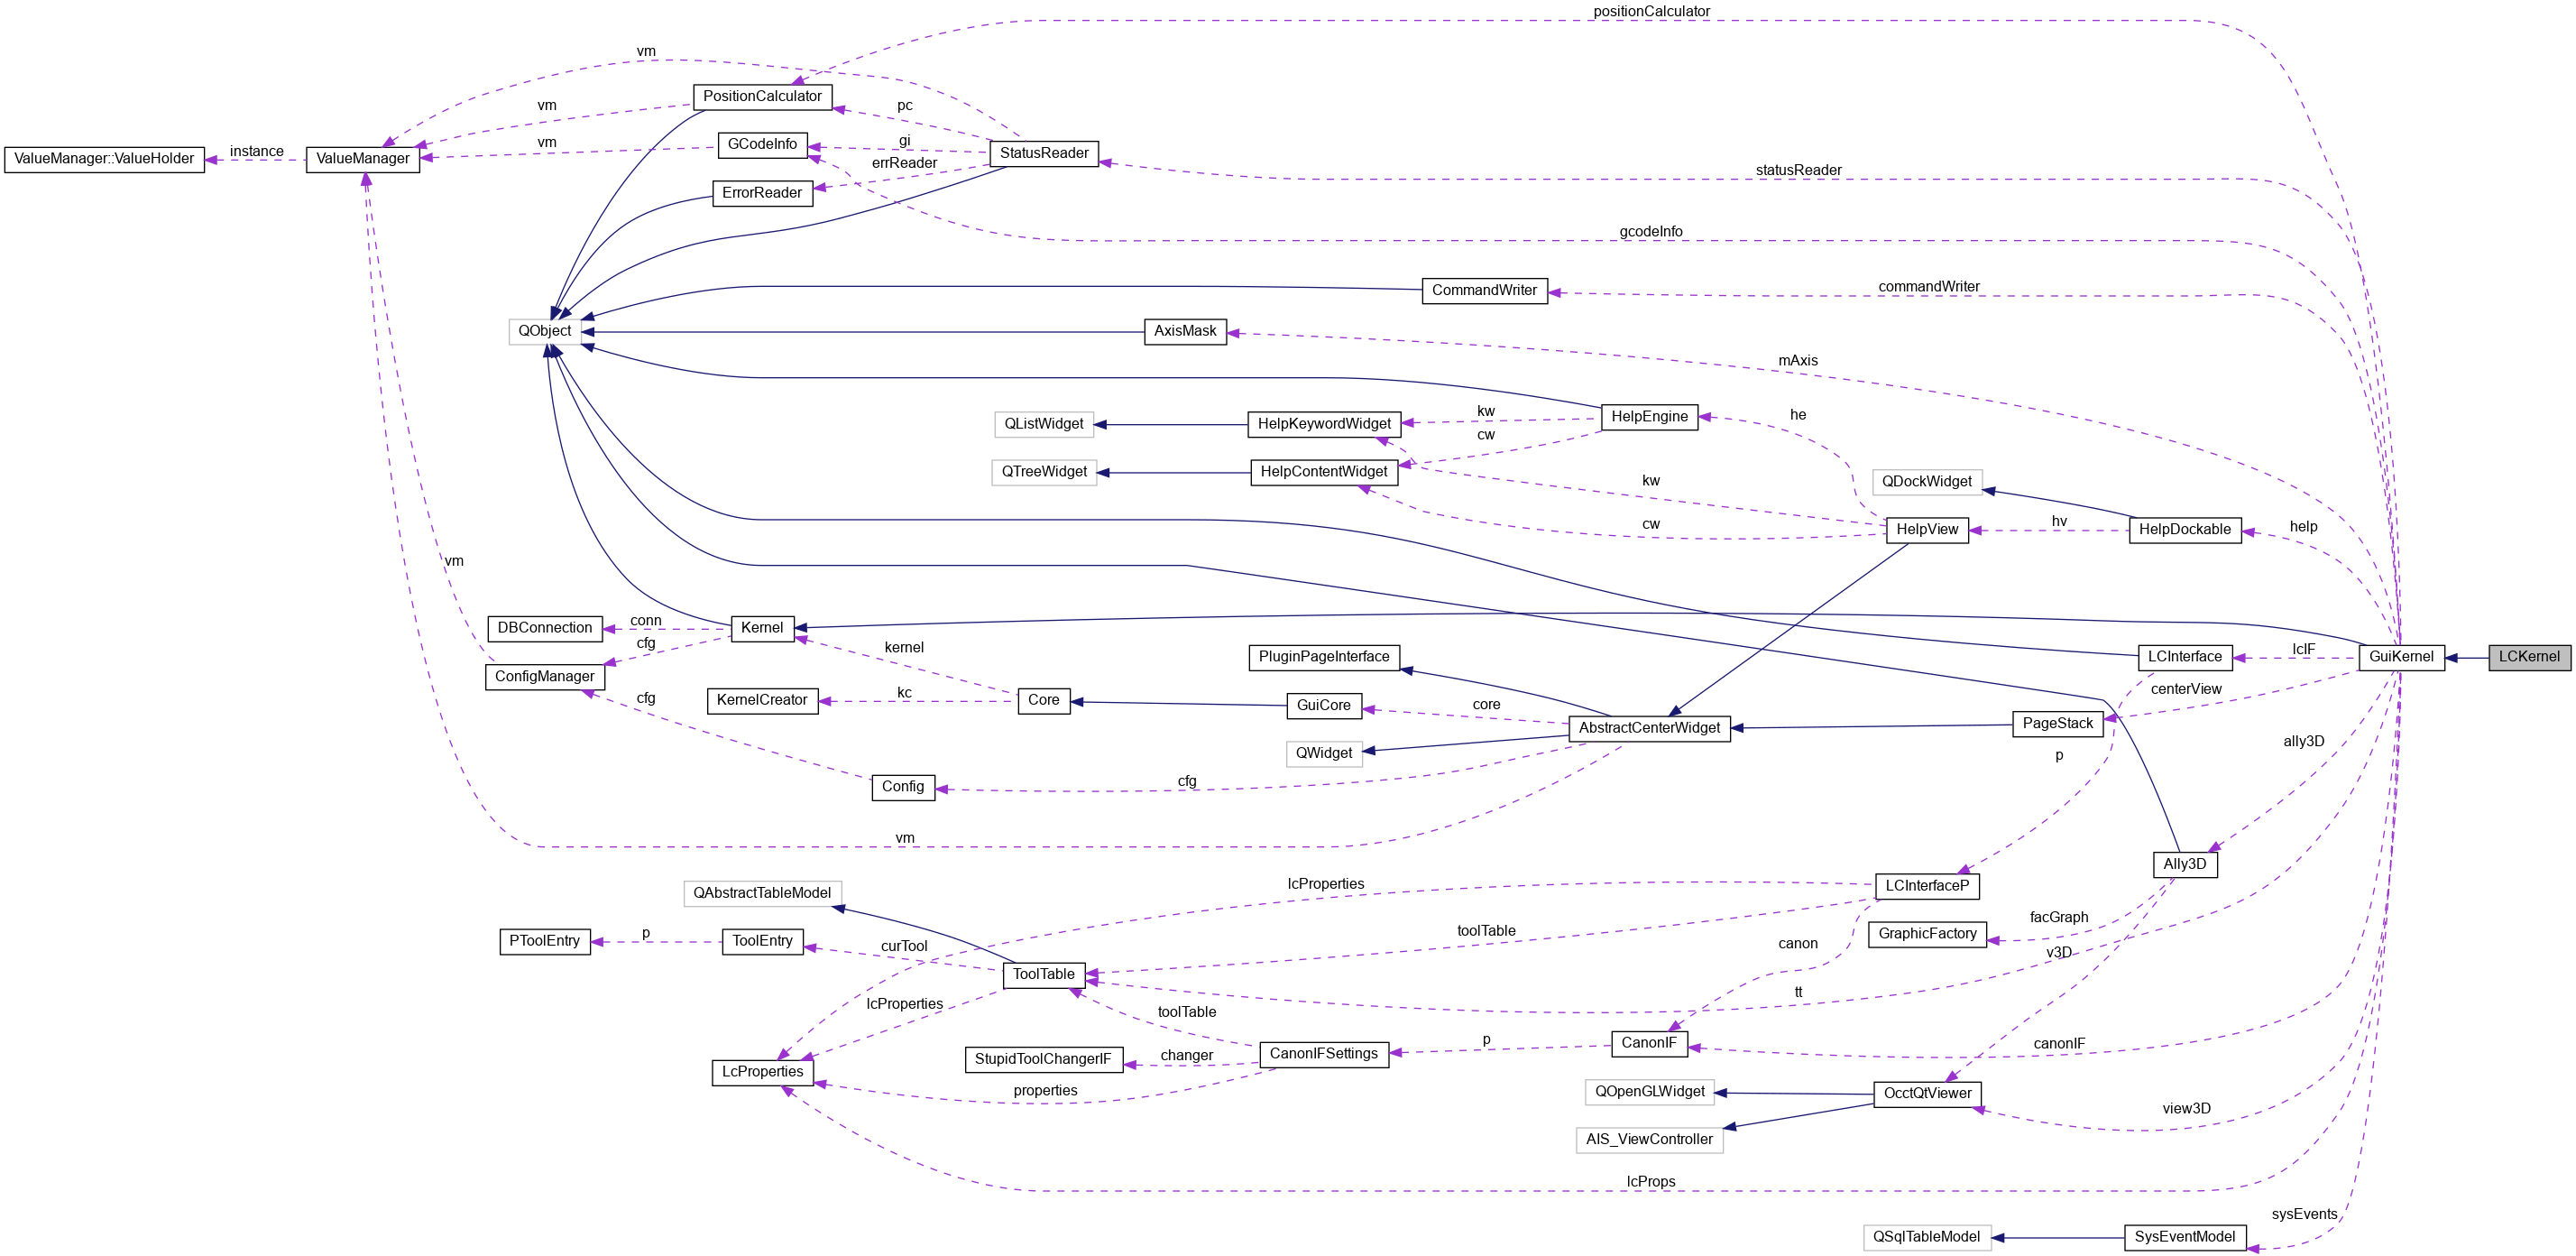 positionCalculator
vm
PositionCalculator
vm
pc
GCodeInfo
vm
gi
StatusReader
ValueManager::ValueHolder
instance
ValueManager
errReader
statusReader
ErrorReader
gcodeInfo
CommandWriter
commandWriter
QObject
AxisMask
mAxis
QListWidget
HelpKeywordWidget
kw
HelpEngine
he
cw
QTreeWidget
HelpContentWidget
kw
QDockWidget
cw
HelpView
hv
HelpDockable
help
vm
DBConnection
conn
Kernel
cfg
kernel
PluginPageInterface
LCInterface
lcIF
GuiKernel
LCKernel
ConfigManager
centerView
cfg
KernelCreator
kc
Core
GuiCore
core
AbstractCenterWidget
PageStack
QWidget
ally3D
p
Config
cfg
vm
Ally3D
QAbstractTableModel
lcProperties
LCInterfaceP
facGraph
PToolEntry
p
ToolEntry
curTool
toolTable
GraphicFactory
canon
v3D
ToolTable
tt
lcProperties
toolTable
StupidToolChangerIF
changer
CanonIFSettings
p
CanonIF
canonIF
LcProperties
properties
QOpenGLWidget
OcctQtViewer
view3D
AIS_ViewController
lcProps
sysEvents
QSqlTableModel
SysEventModel